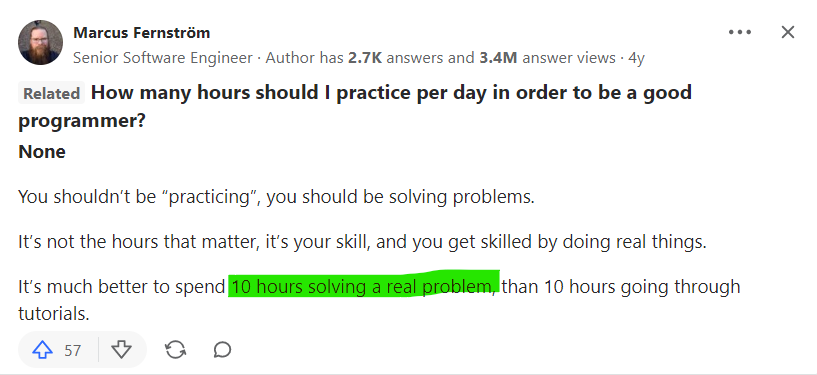 Marcus Fernström
Senior Software Engineer · Author has 2.7K answers and 3.4M answer views · 4y
Related How many hours should I practice per day in order to be a good
programmer?
None
You shouldn’t be “practicing”, you should be solving problems.
It’s not the hours that matter, it’s your skill, and you get skilled by doing real things.
It’s much better to spend 10 hours solving a real problem, than 10 hours going through
tutorials.
57